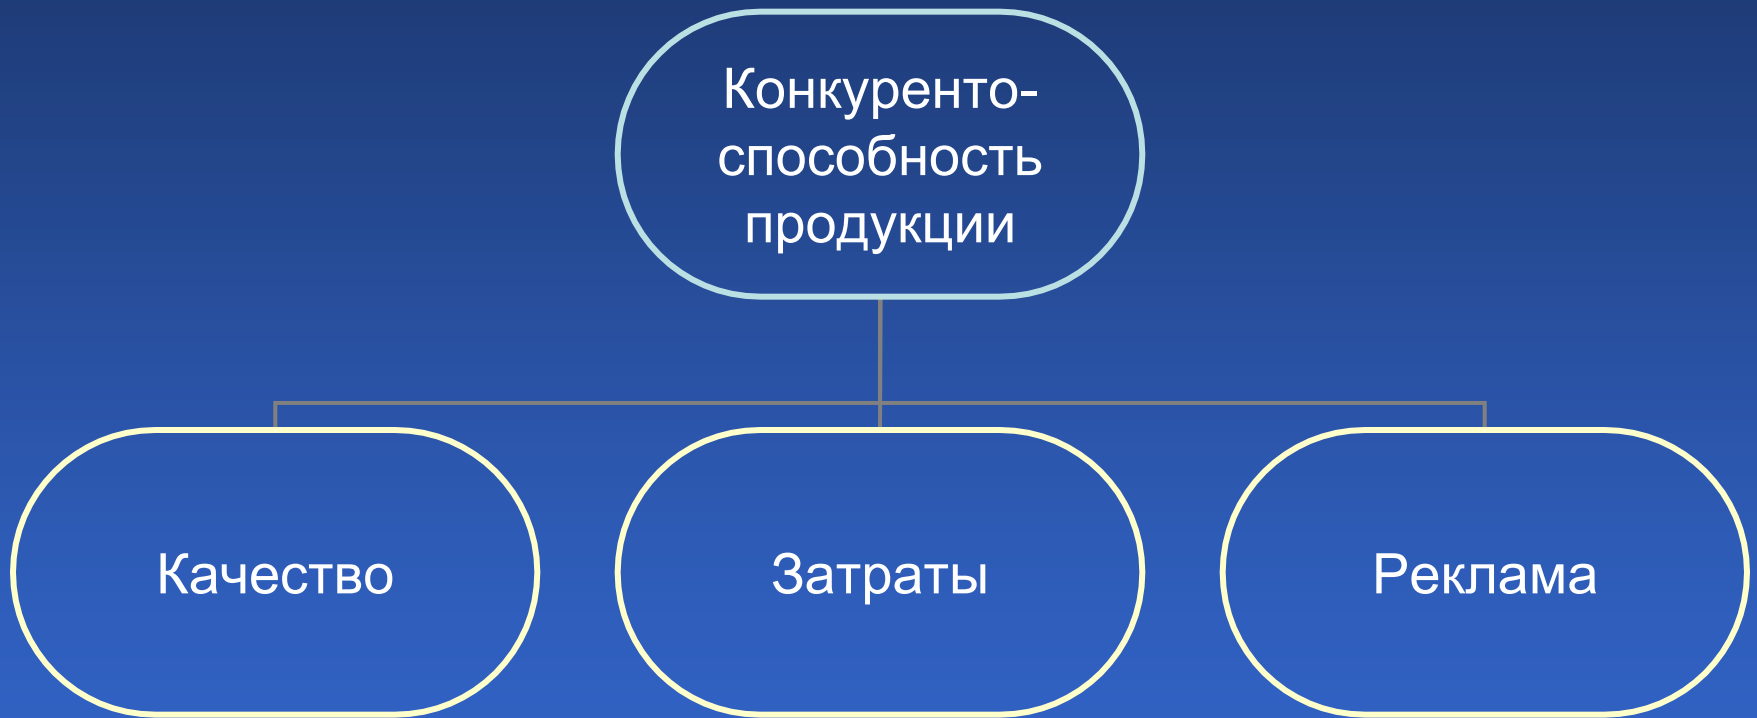 Конкуренто-
способность
продукции
Качество
Затраты
Реклама